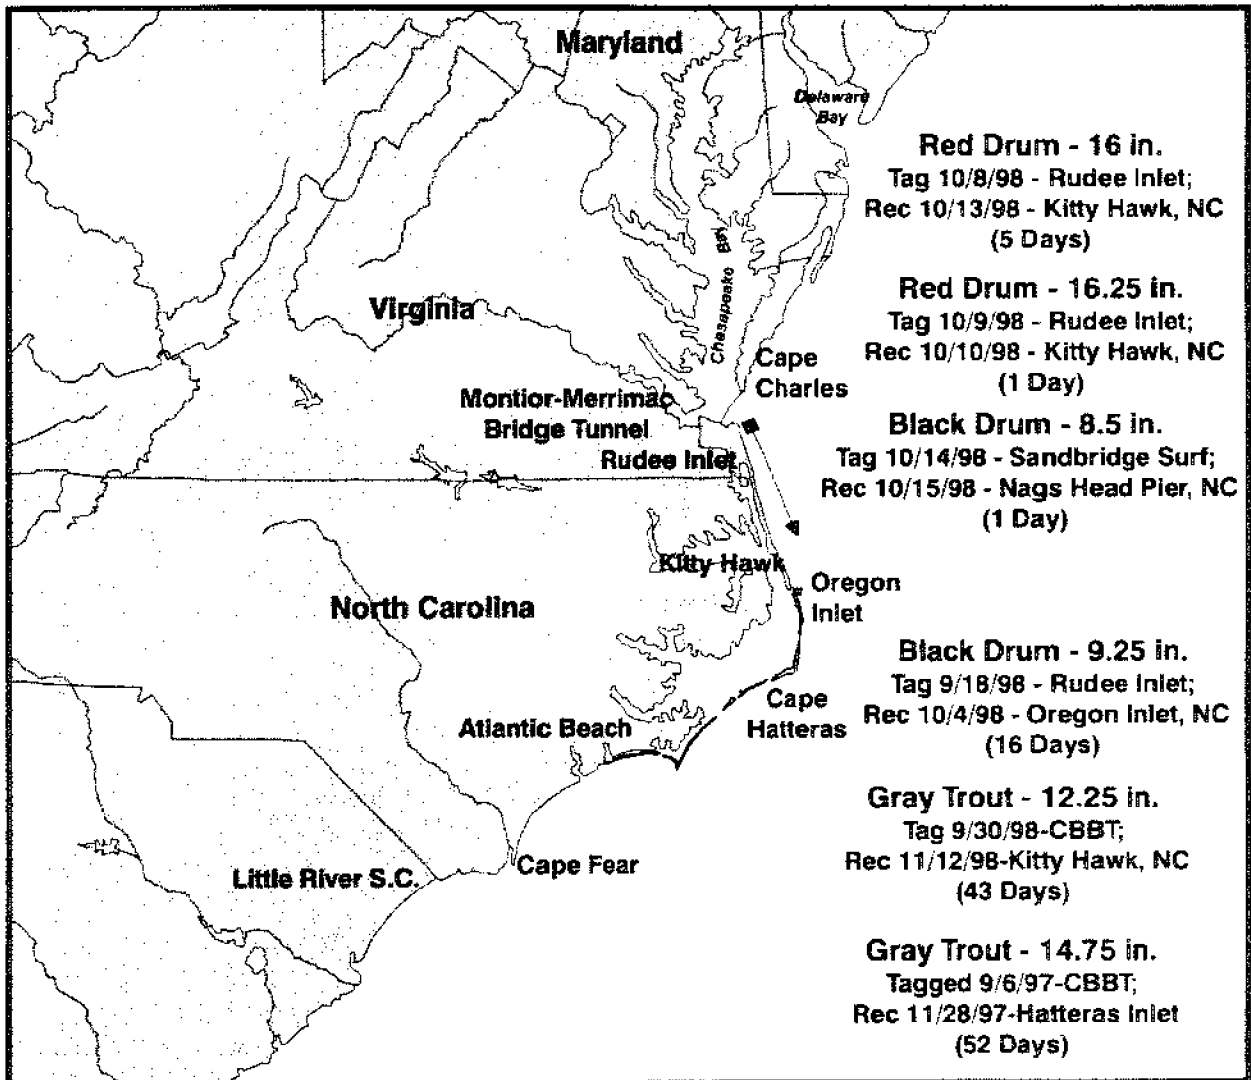 Maryland
Delaware
Bay
Red Drum - 16 in.
Tag 10/8/98 - Rudee Inlet;
Rec 10/13/98 - Kitty Hawk, NC
(5 Days)
Chesapeake Bay
Red Drum - 16.25 in.
Tag 10/9/98 - Rudee Inlet;
Rec 10/10/98 - Kitty Hawk, NC
(1 Day)
Virginia
Cape
Charles
Montior-Merrimac
Bridge Tunnel
Rudee Inlet
Black Drum - 8.5 in.
Tag 10/14/98 - Sandbridge Surf;
Rec 10/15/98 - Nags Head Pier, NC
(1 Day)
Kitty Hawk
Oregon
Inlet
North Carolina
Black Drum - 9.25 in.
Tag 9/18/98 - Rudee Inlet;
Rec 10/4/98 - Oregon Inlet, NC
(16 Days)
Cape
Hatteras
Atlantic Beach
Gray Trout - 12.25 in.
Tag 9/30/98-CBBT;
Rec 11/12/98-Kitty Hawk, NC
(43 Days)
Cape Fear
Little River S.C.
Gray Trout - 14.75 in.
Tagged 9/6/97-CBBT;
Rec 11/28/97-Hatteras Inlet
(52 Days)